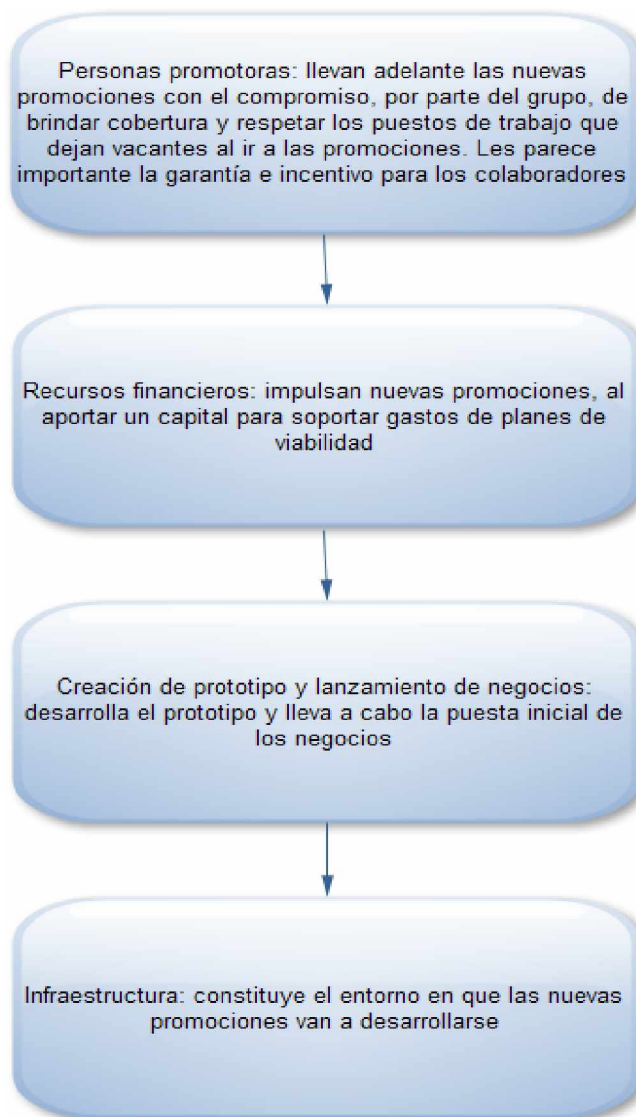 Personas promotoras: llevan adelante las nuevas
promociones con el compromiso, por parte del grupo, de
brindar cobertura y respetar los puestos de trabajo que
dejan vacantes al ir a las promociones. Les parece
importante la garantía e incentivo para los colaboradores
Recursos financieros: impulsan nuevas promociones, al
aportar un capital para soportar gastos de planes de
viabilidad
Creación de prototipo y lanzamiento de negocios:
desarrolla el prototipo y lleva a cabo la puesta inicial de
los negocios
Infraestructura: constituye el entorno en que las nuevas
promociones van a desarrollarse